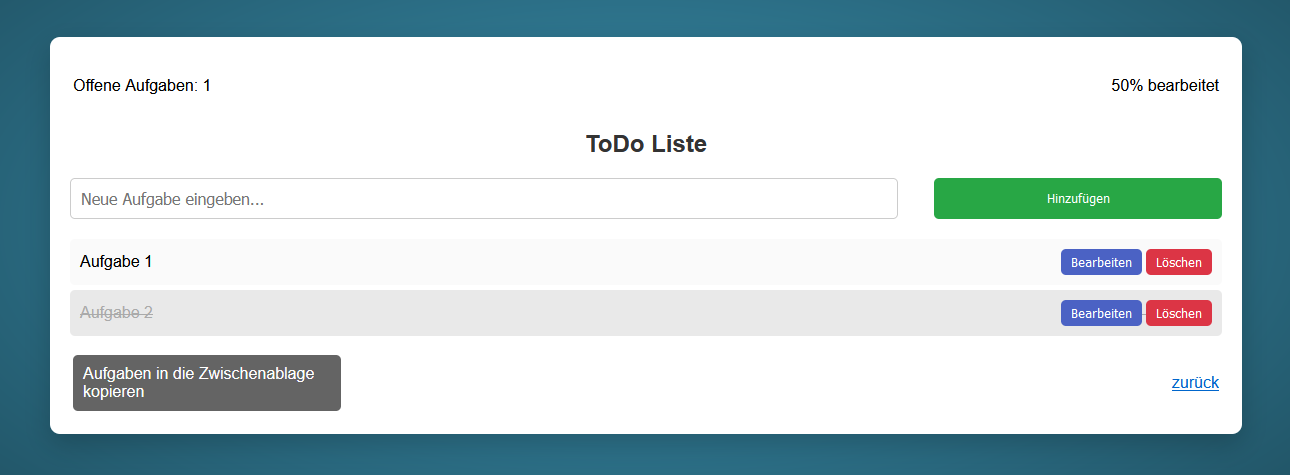 Offene Aufgaben: 1
50% bearbeitet
ToDo Liste
Neue Aufgabe eingeben...
Hinzufügen
Aufgabe 1
Bearbeiten
Löschen
Aufgabe 2
Bearbeiten
Löschen
Aufgaben in die Zwischenablage
kopieren
zurück